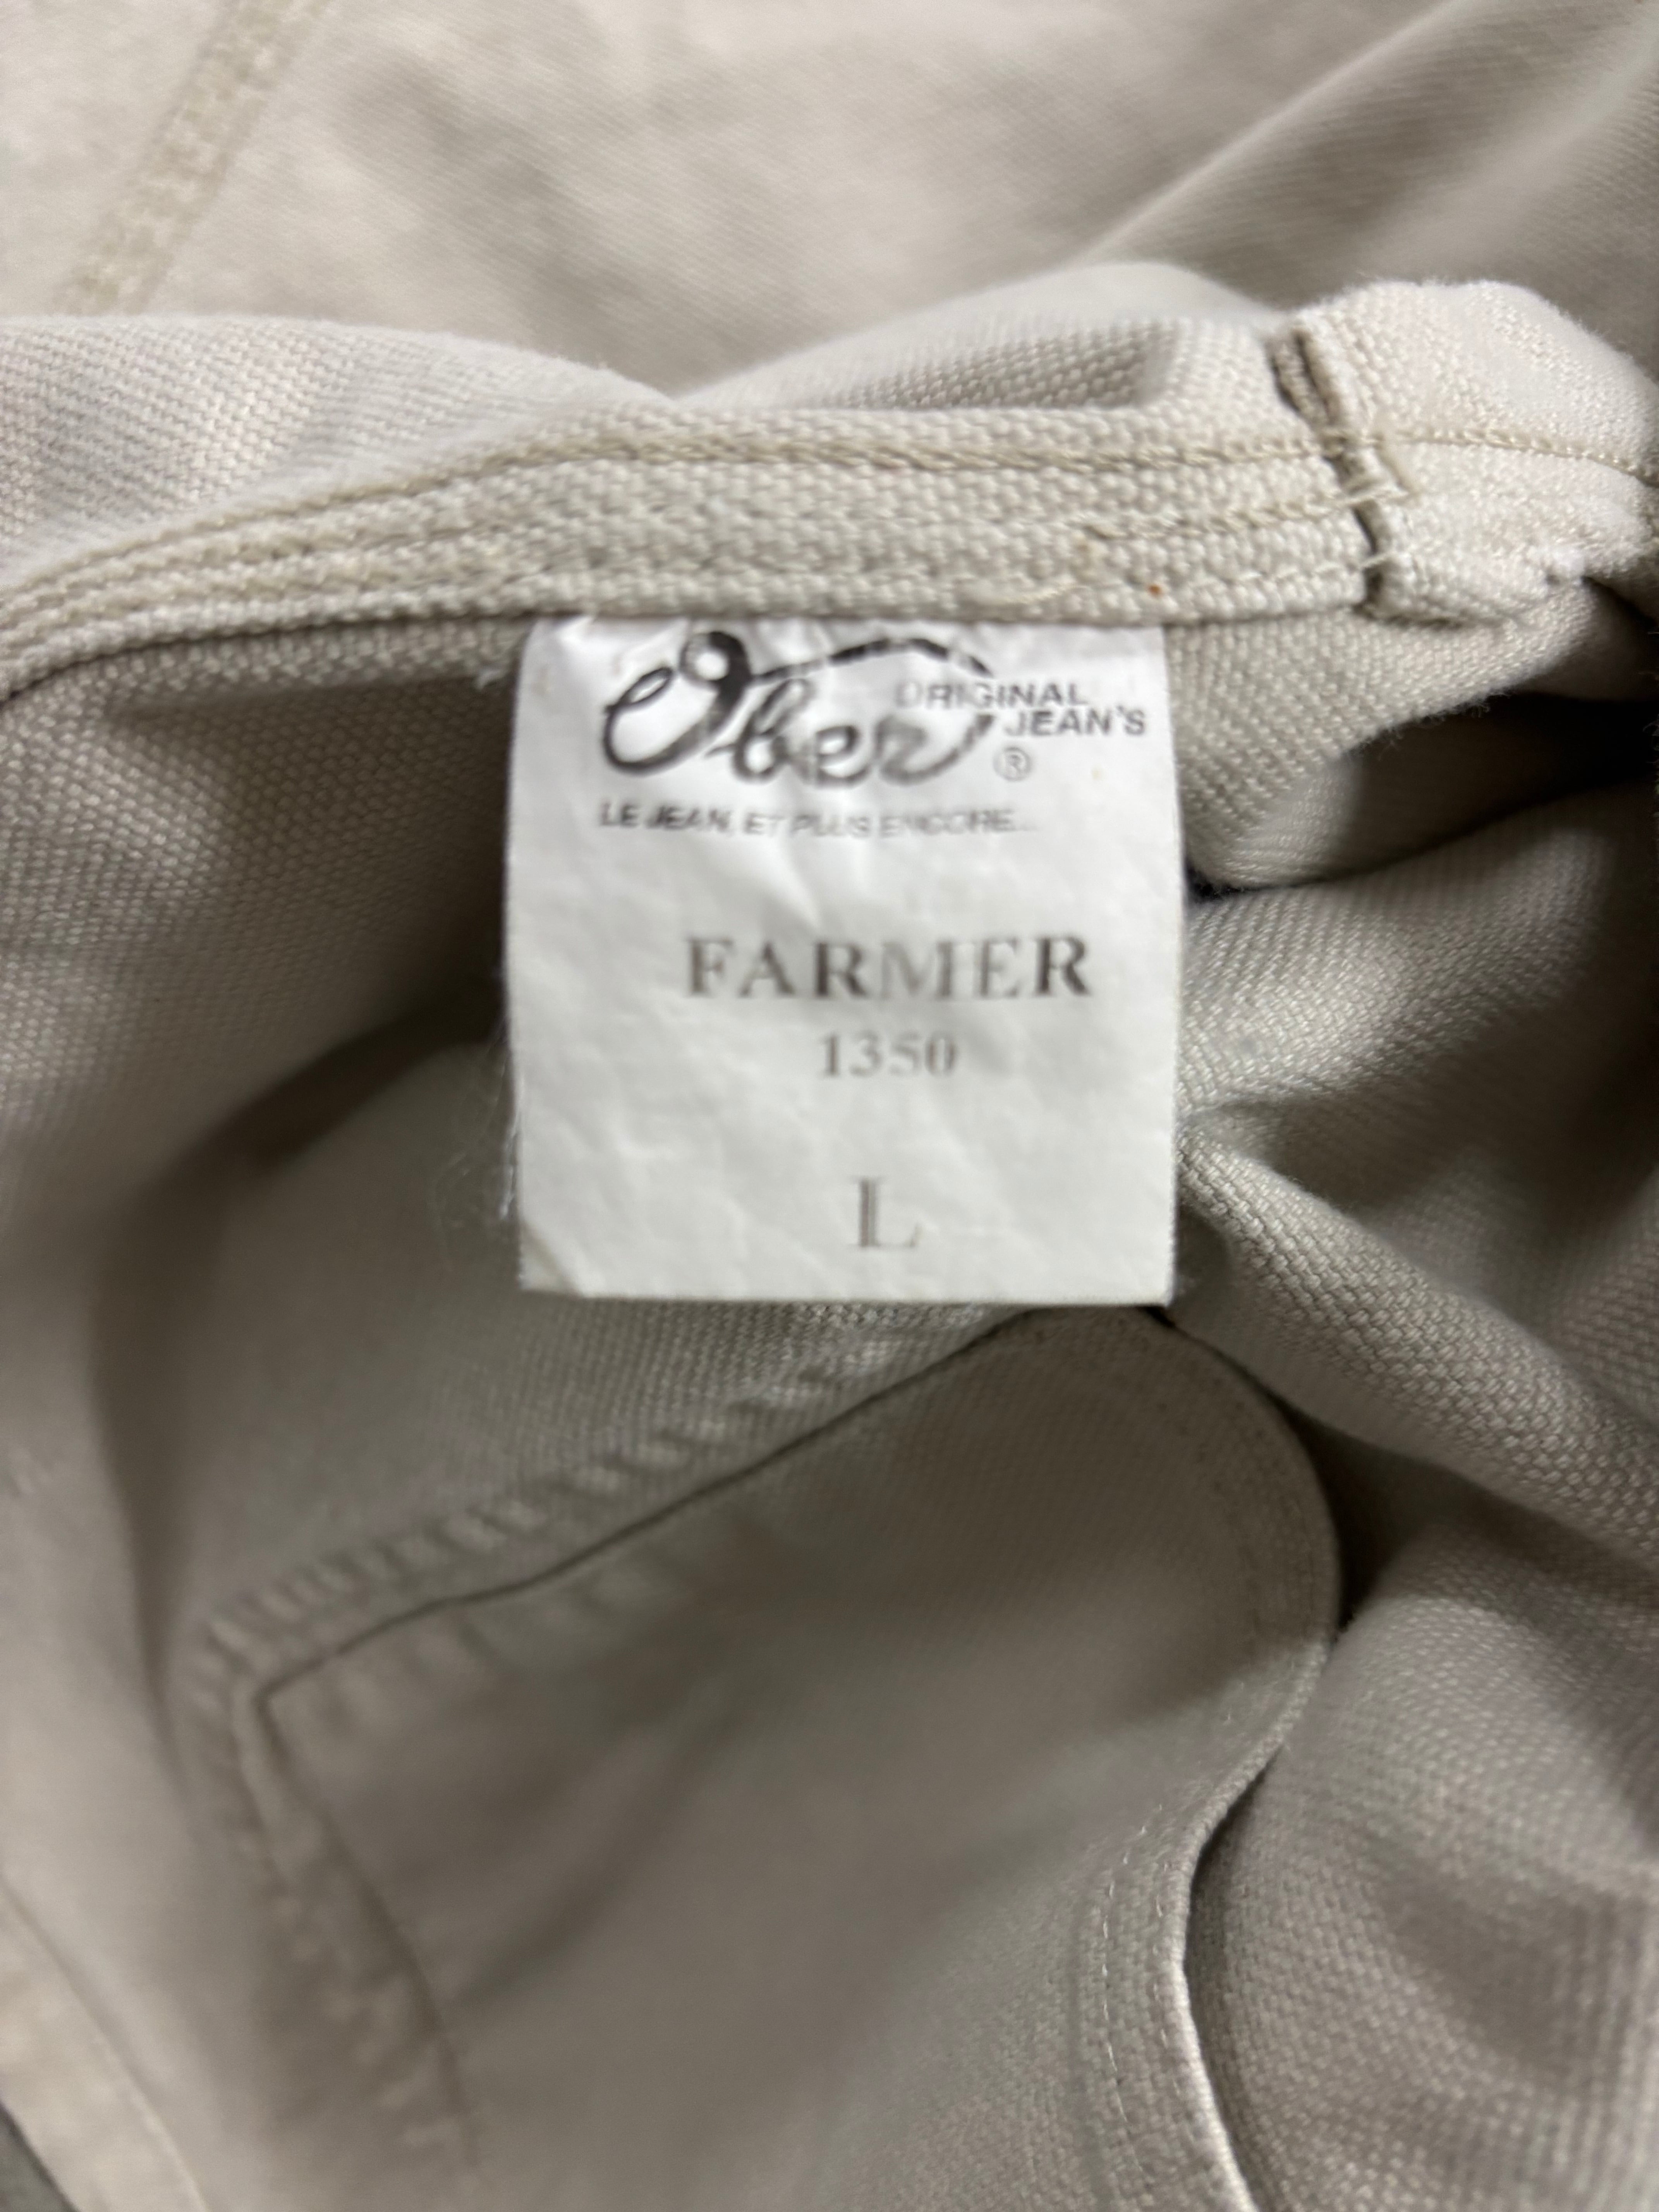 Ober ORIGINAL
JEAN'S
®
LE JEAN, ET PLUS ENCORE...
FARMER
1350
L